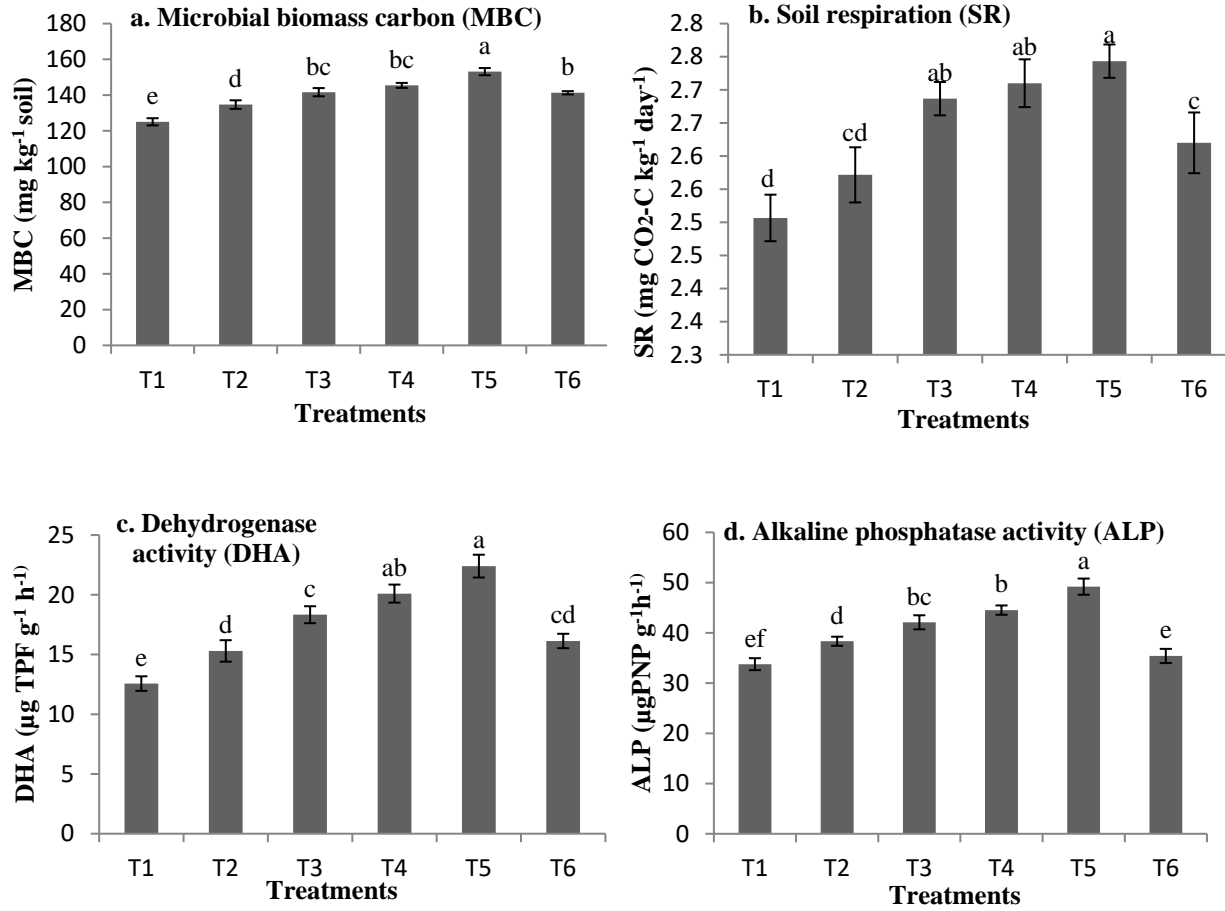 a. Microbial biomass carbon (MBC)
MBC (mg kg⁻¹ soil)
180
160
140
120
100
80
60
40
20
0
e
d
bc
bc
a
b
T1 T2 T3 T4 T5 T6
Treatments
b. Soil respiration (SR)
SR (mg CO2-C kg⁻¹ day⁻¹)
2.8
2.8
2.7
2.7
2.6
2.6
2.5
2.5
2.4
2.4
2.3
d
cd
ab
ab
a
c
T1 T2 T3 T4 T5 T6
Treatments
c. Dehydrogenase
activity (DHA)
DHA (µg TPF g⁻¹ h⁻¹)
25
20
15
10
5
0
e
d
c
ab
a
cd
T1 T2 T3 T4 T5 T6
Treatments
d. Alkaline phosphatase activity (ALP)
ALP (µgPNP g⁻¹h⁻¹)
60
50
40
30
20
10
0
ef
d
bc
b
a
e
T1 T2 T3 T4 T5 T6
Treatments